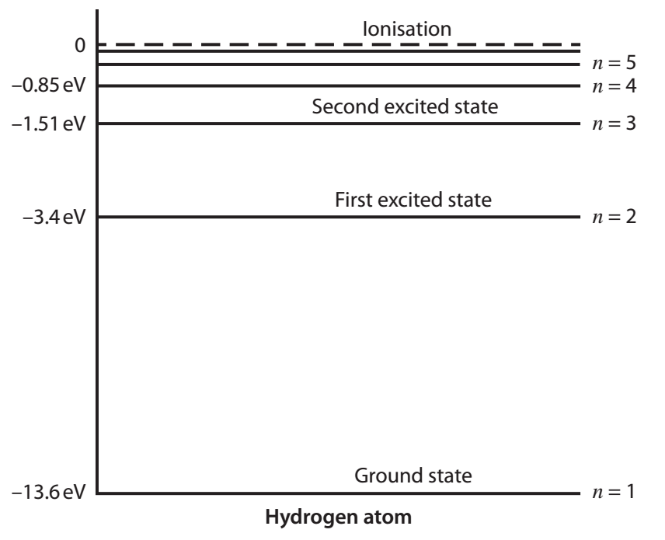 Ionisation
0
n = 5
–0.85 eV
n = 4
Second excited state
–1.51 eV
n = 3
First excited state
–3.4 eV
n = 2
Ground state
–13.6 eV
n = 1
Hydrogen atom